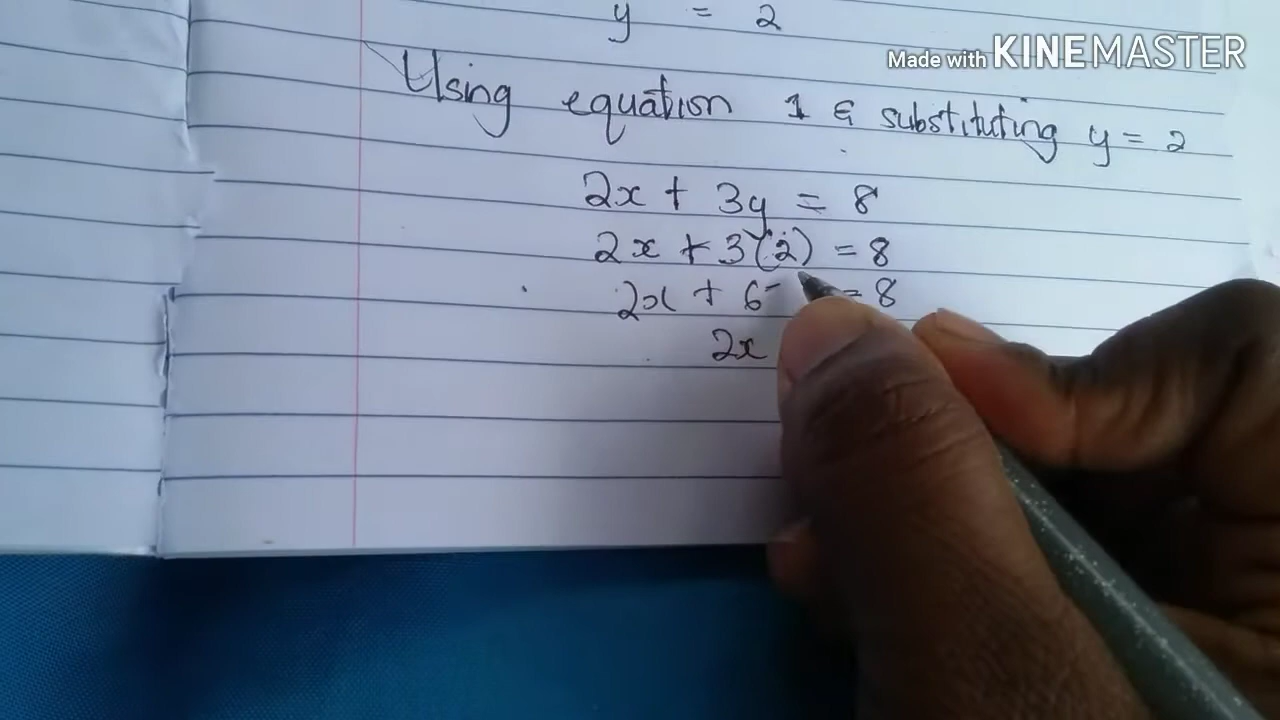 y = 2
Made with KINEMASTER
Using equation 1 & substituting y = 2
2x + 3y = 8
2x + 3(2) = 8
2x + 6 - = 8
2x